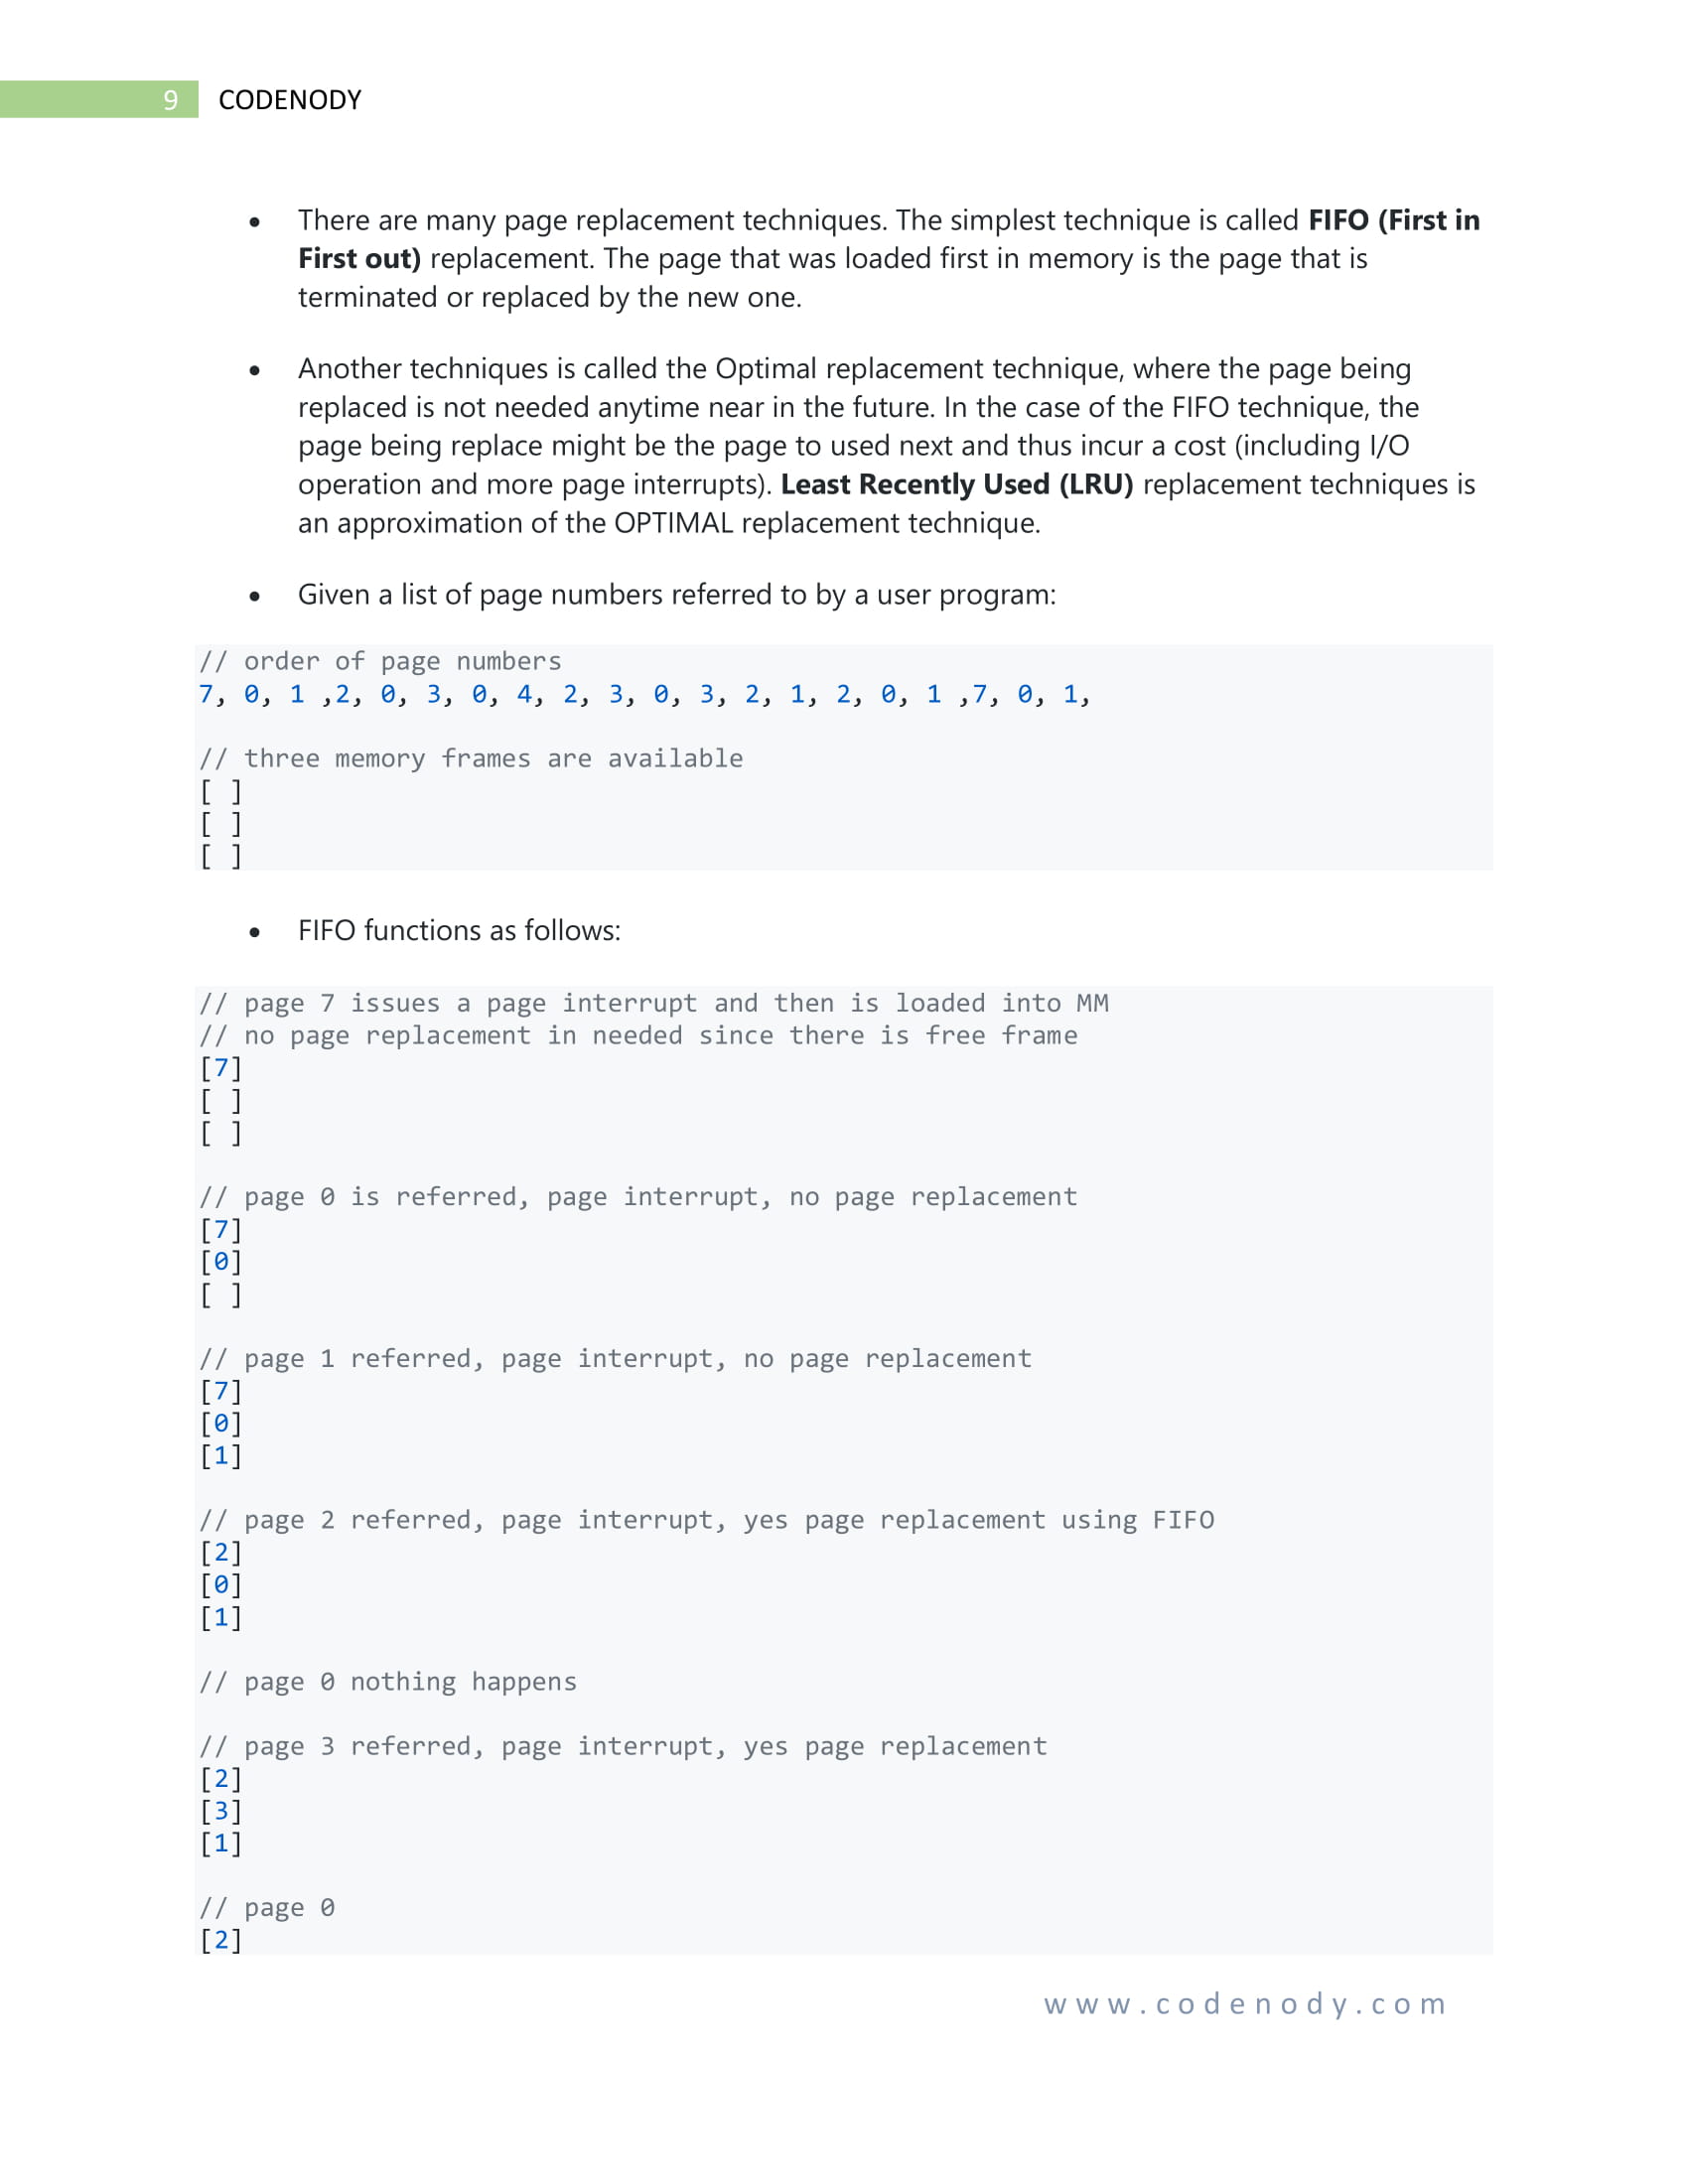 9 CODENODY
• There are many page replacement techniques. The simplest technique is called FIFO (First in
First out) replacement. The page that was loaded first in memory is the page that is
terminated or replaced by the new one.
• Another techniques is called the Optimal replacement technique, where the page being
replaced is not needed anytime near in the future. In the case of the FIFO technique, the
page being replace might be the page to used next and thus incur a cost (including I/O
operation and more page interrupts). Least Recently Used (LRU) replacement techniques is
an approximation of the OPTIMAL replacement technique.
• Given a list of page numbers referred to by a user program:
// order of page numbers
7, 0, 1 ,2, 0, 3, 0, 4, 2, 3, 0, 3, 2, 1, 2, 0, 1 ,7, 0, 1,
// three memory frames are available
[ ]
[ ]
[ ]
• FIFO functions as follows:
// page 7 issues a page interrupt and then is loaded into MM
// no page replacement in needed since there is free frame
[7]
[ ]
[ ]
// page 0 is referred, page interrupt, no page replacement
[7]
[0]
[ ]
// page 1 referred, page interrupt, no page replacement
[7]
[0]
[1]
// page 2 referred, page interrupt, yes page replacement using FIFO
[2]
[0]
[1]
// page 0 nothing happens
// page 3 referred, page interrupt, yes page replacement
[2]
[3]
[1]
// page 0
[2]
www.codenody.com